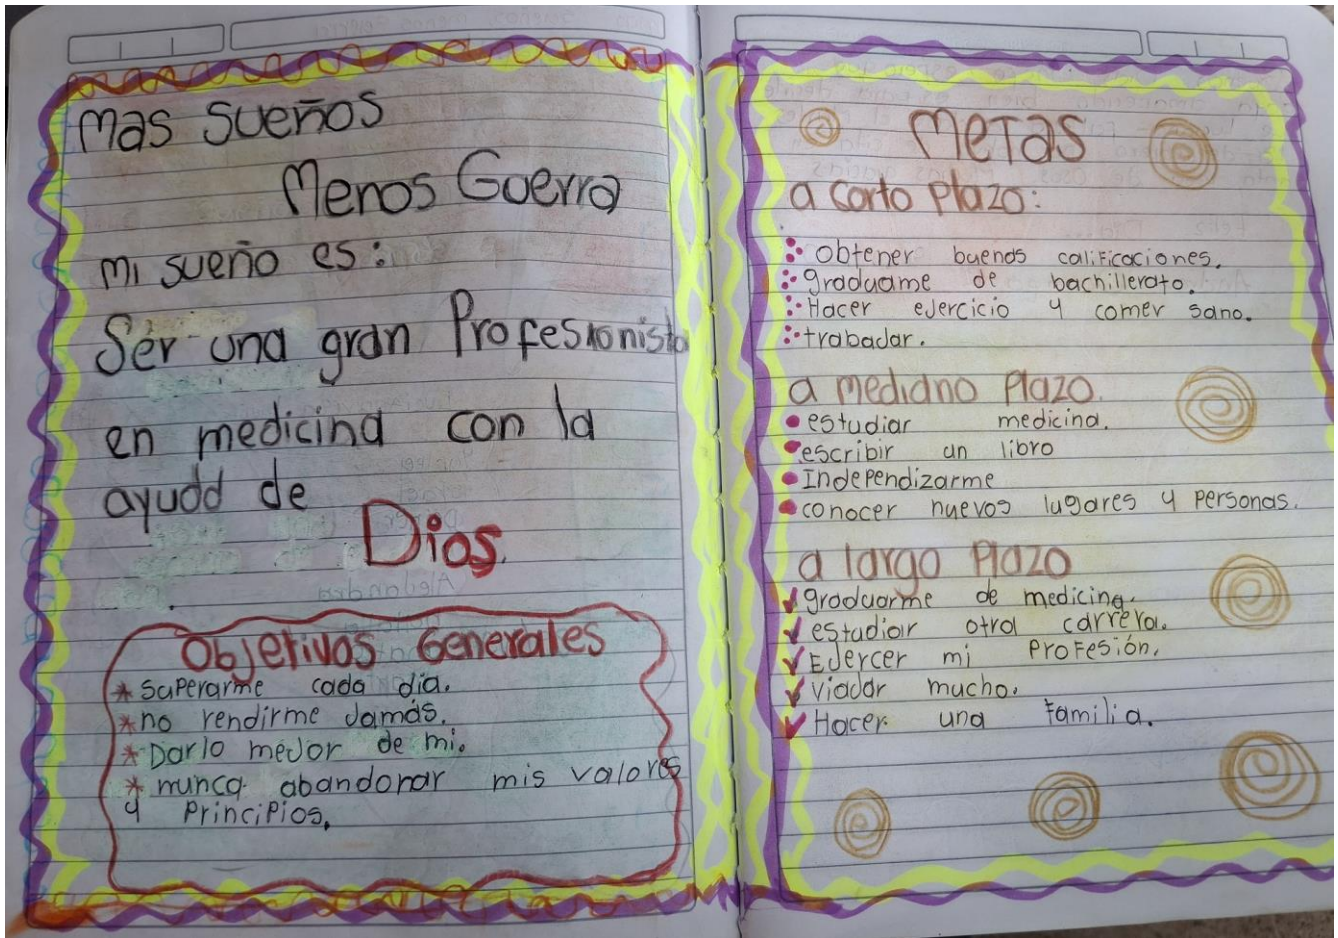 Mas sueños
Menos Guerra
mi sueño es:
Ser una gran Profesionista
en medicina con la
ayuda de
Dios.
Objetivos Generales
* superarme cada dia.
* no rendirme jamás.
* Dar lo mejor de mi.
* nunca abandonar mis valores
y Principios.
METAS
a corto Plazo:
obtener buenas calificaciones.
graduame de bachillerato.
Hacer ejercicio y comer sano.
trabajar.
a mediano Plazo.
• estudiar medicina.
• escribir un libro
• Independizarme
• conocer nuevos lugares y Personas.
a largo Plazo
✓ graduarme de medicina.
✓ estudiar otra carrera.
✓ Ejercer mi Profesión.
✓ viajar mucho.
✓ Hacer una familia.